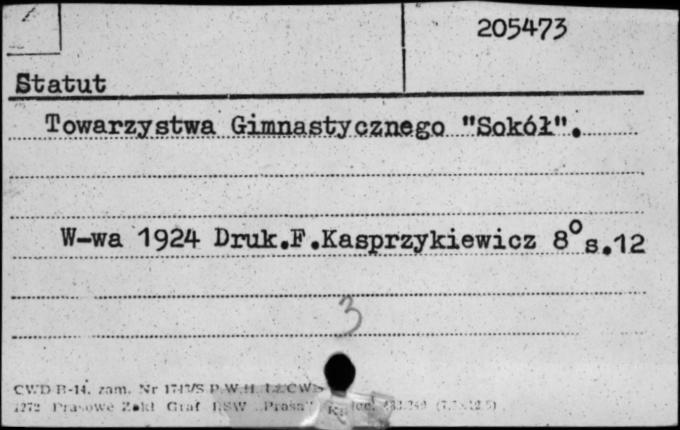 205473
Statut
Towarzystwa Gimnastycznego "Sokół".
W-wa 1924 Druk.F.Kasprzykiewicz 8° s.12
3
CWD B-14. zam. Nr P.W.H.
Prasowe Zakł Graf RSW "Prasa"